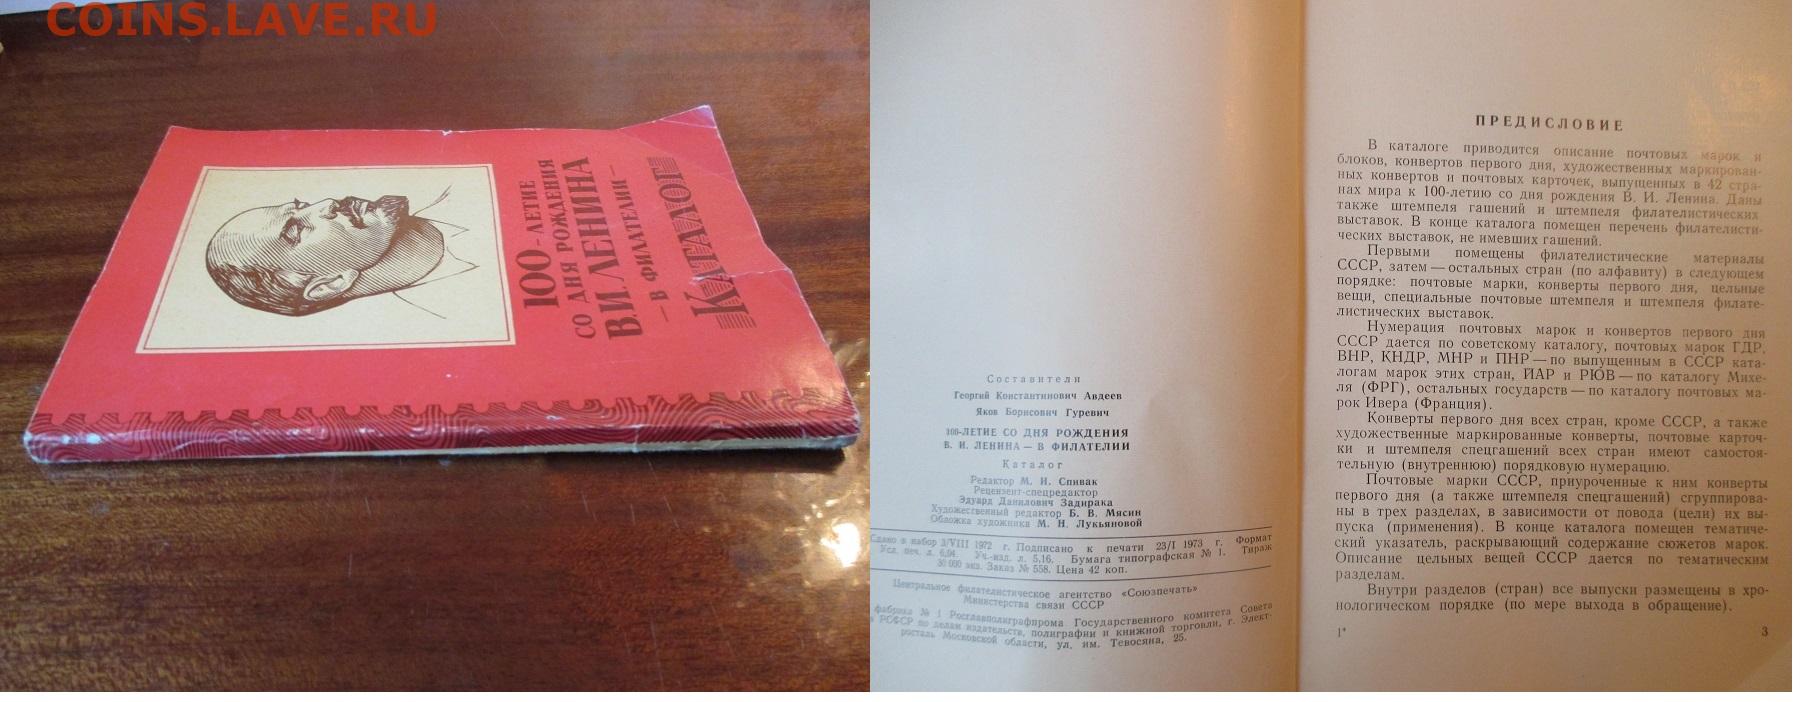 COINS.LAVE.RU
100-ЛЕТИЕ
СО ДНЯ РОЖДЕНИЯ
В.И. ЛЕНИНА
— В ФИЛАТЕЛИИ —
КАТАЛОГ
Составители
Георгий Константинович Авдеев
Яков Борисович Гуревич
100-ЛЕТИЕ СО ДНЯ РОЖДЕНИЯ
В. И. ЛЕНИНА — В ФИЛАТЕЛИИ
Каталог
Редактор М. И. Спивак
Рецензент-спецредактор
Эдуард Данилович Задирака
Художественный редактор Б. В. Мясин
Обложка художника М. Н. Лукьяновой
Сдано в набор 3/VIII 1972 г. Подписано к печати 23/I 1973 г. Формат
Усл. печ. л. 6,04. Уч.-изд. л. 5,16. Бумага типографская № 1. Тираж
30 000 экз. Заказ № 558. Цена 42 коп.
Центральное филателистическое агентство «Союзпечать»
Министерства связи СССР
фабрика № 1 Росглавполиграфпрома Государственного комитета Совета
РСФСР по делам издательств, полиграфии и книжной торговли, г. Элект-
росталь Московской области, ул. им. Тевосяна, 25.
ПРЕДИСЛОВИЕ
В каталоге приводится описание почтовых марок и
блоков, конвертов первого дня, художественных маркирован-
ных конвертов и почтовых карточек, выпущенных в 42 стра-
нах мира к 100-летию со дня рождения В. И. Ленина. Даны
также штемпеля гашений и штемпеля филателистических
выставок. В конце каталога помещен перечень филателисти-
ческих выставок, не имевших гашений.
Первыми помещены филателистические материалы
СССР, затем — остальных стран (по алфавиту) в следующем
порядке: почтовые марки, конверты первого дня, цельные
вещи, специальные почтовые штемпеля и штемпеля филате-
листических выставок.
Нумерация почтовых марок и конвертов первого дня
СССР дается по советскому каталогу, почтовых марок ГДР,
ВНР, КНДР, МНР и ПНР — по выпущенным в СССР ката-
логам марок этих стран, ЙАР и РЮВ — по каталогу Михе-
ля (ФРГ), остальных государств — по каталогу почтовых ма-
рок Ивера (Франция).
Конверты первого дня всех стран, кроме СССР, а также
художественные маркированные конверты, почтовые карточ-
ки и штемпеля спецгашений всех стран имеют самостоя-
тельную (внутреннюю) порядковую нумерацию.
Почтовые марки СССР, приуроченные к ним конверты
первого дня (а также штемпеля спецгашений) сгруппирова-
ны в трех разделах, в зависимости от повода (цели) их вы-
пуска (применения). В конце каталога помещен тематиче-
ский указатель, раскрывающий содержание сюжетов марок.
Описание цельных вещей СССР дается по тематическим
разделам.
Внутри разделов (стран) все выпуски размещены в хро-
нологическом порядке (по мере выхода в обращение).
1*
3